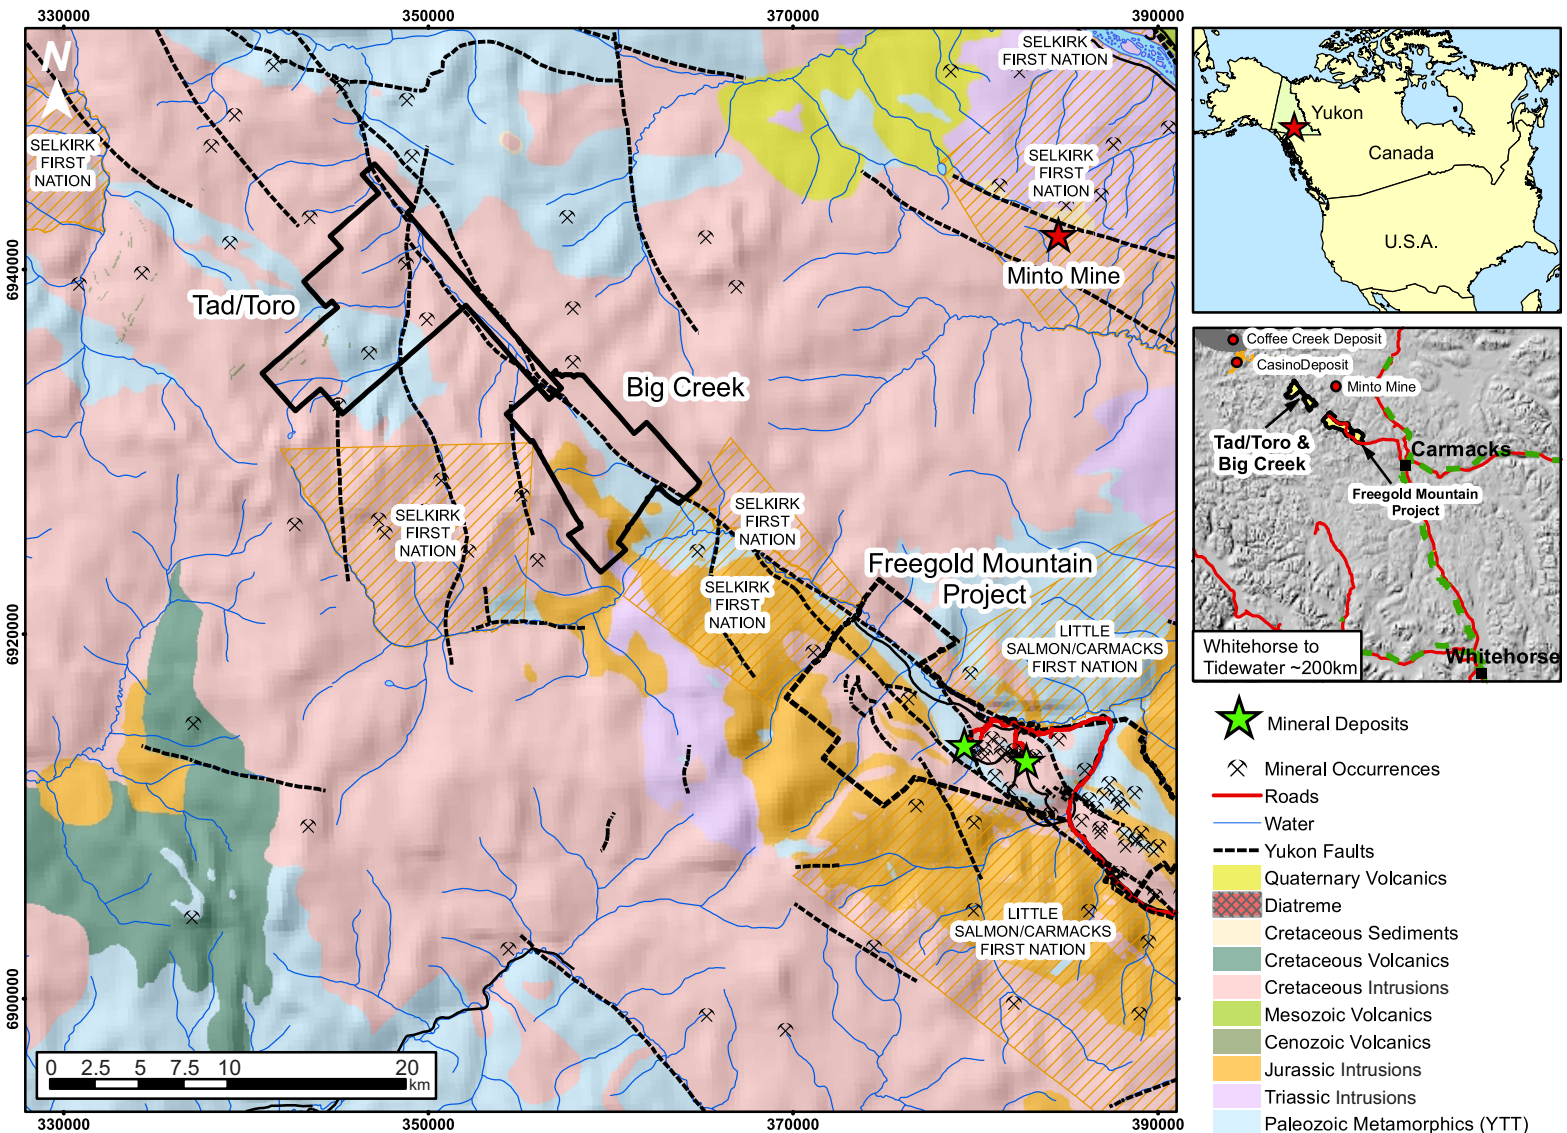 330000
350000
370000
390000
N
SELKIRK
FIRST NATION
SELKIRK
FIRST
NATION
SELKIRK
FIRST
NATION
6940000
Minto Mine
Tad/Toro
Big Creek
SELKIRK
FIRST
NATION
SELKIRK
FIRST
NATION
Freegold Mountain
Project
SELKIRK
FIRST
NATION
6920000
LITTLE
SALMON/CARMACKS
FIRST NATION
LITTLE
SALMON/CARMACKS
FIRST NATION
6900000
0 2.5 5 7.5 10 20
km
330000
350000
370000
390000
Yukon
Canada
U.S.A.
Coffee Creek Deposit
CasinoDeposit
Minto Mine
Tad/Toro &
Big Creek
Carmacks
Freegold Mountain
Project
Whitehorse to
Tidewater ~200km
Whitehorse
Mineral Deposits
Mineral Occurrences
Roads
Water
Yukon Faults
Quaternary Volcanics
Diatreme
Cretaceous Sediments
Cretaceous Volcanics
Cretaceous Intrusions
Mesozoic Volcanics
Cenozoic Volcanics
Jurassic Intrusions
Triassic Intrusions
Paleozoic Metamorphics (YTT)